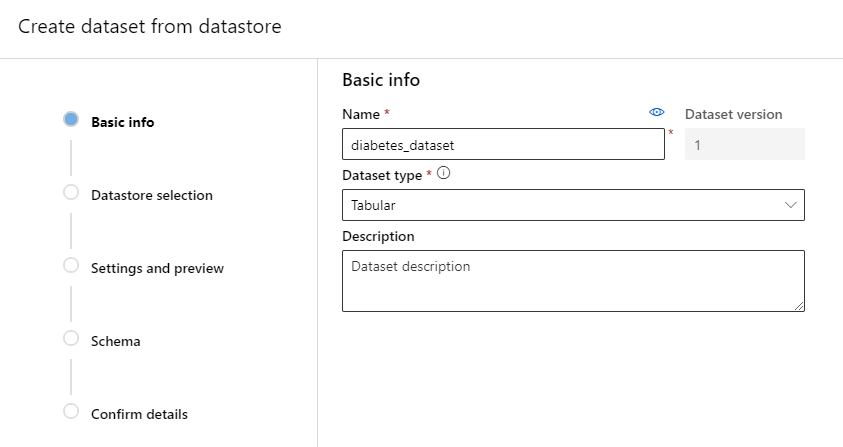 Create dataset from datastore
Basic info
Datastore selection
Settings and preview
Schema
Confirm details
Basic info
Name *
Dataset version
diabetes_dataset
*
1
Dataset type *
Tabular
Description
Dataset description